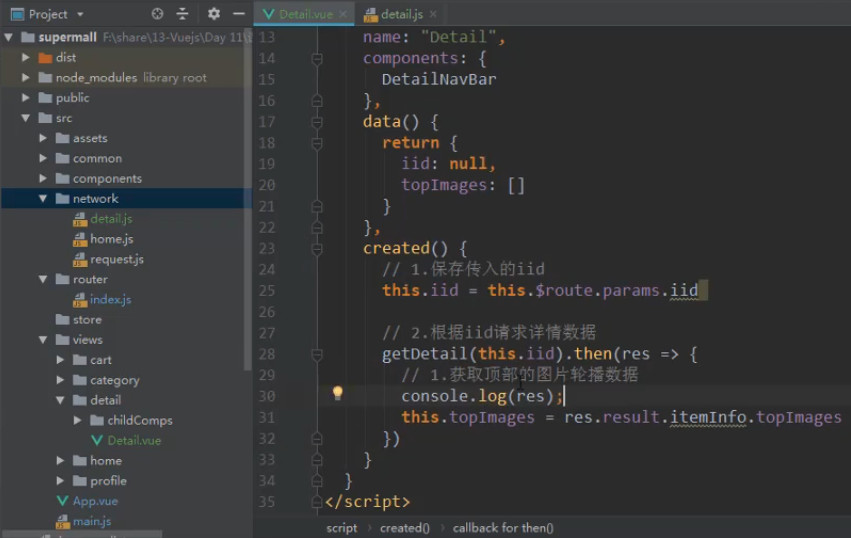 Project
Detail.vue
detail.js
supermall F:\share\13-Vuejs\Day 11\
dist
node_modules library root
public
src
assets
common
components
network
detail.js
home.js
request.js
router
index.js
store
views
cart
category
detail
childComps
Detail.vue
home
profile
App.vue
main.js
13 name: "Detail",
14 components: {
15 DetailNavBar
16 },
17 data() {
18 return {
19 iid: null,
20 topImages: []
21 }
22 },
23 created() {
24 // 1.保存传入的iid
25 this.iid = this.$route.params.iid
26
27 // 2.根据iid请求详情数据
28 getDetail(this.iid).then(res => {
29 // 1.获取顶部的图片轮播数据
30 console.log(res);
31 this.topImages = res.result.itemInfo.topImages
32 })
33 }
34 }
35 </script>
script › created() › callback for then()